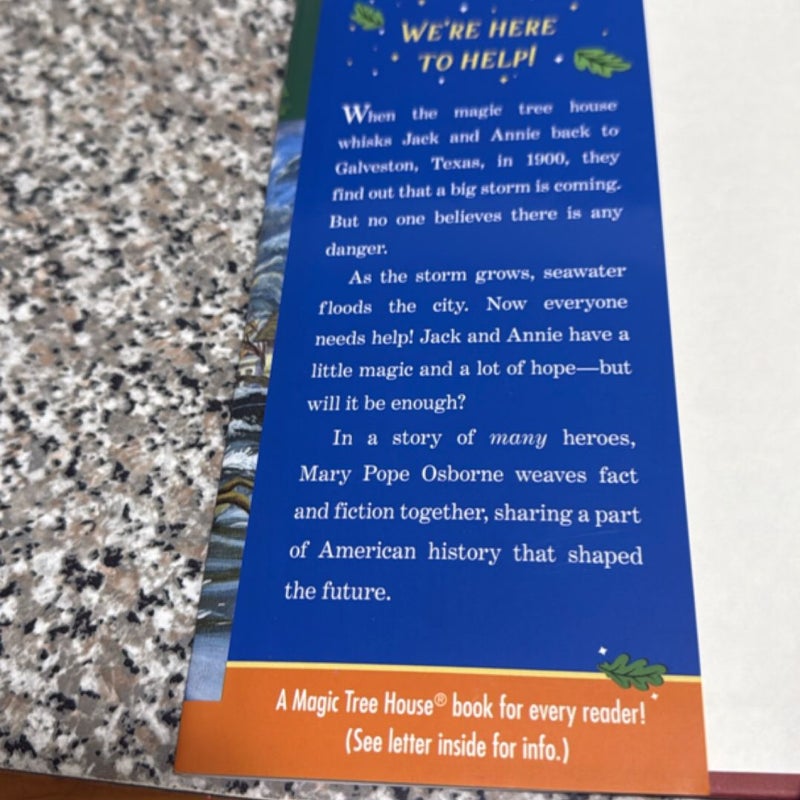 WE'RE HERE
TO HELP!
When the magic tree house
whisks Jack and Annie back to
Galveston, Texas, in 1900, they
find out that a big storm is coming.
But no one believes there is any
danger.
As the storm grows, seawater
floods the city. Now everyone
needs help! Jack and Annie have a
little magic and a lot of hope—but
will it be enough?
In a story of many heroes,
Mary Pope Osborne weaves fact
and fiction together, sharing a part
of American history that shaped
the future.
A Magic Tree House® book for every reader!
(See letter inside for info.)